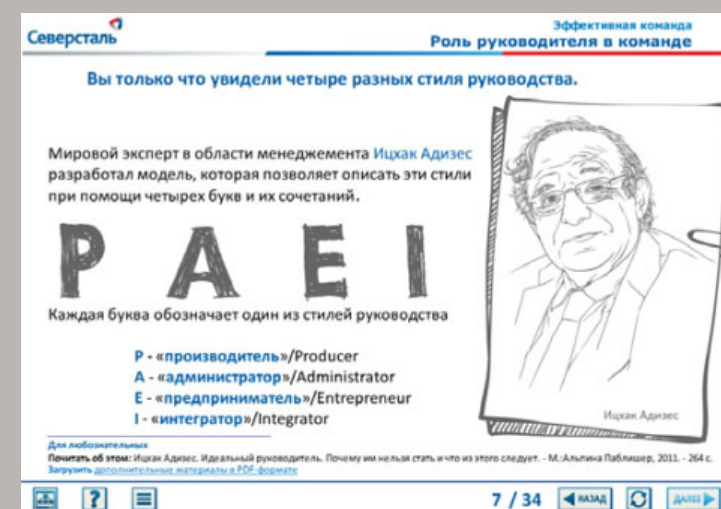 Северсталь
Эффективная команда
Роль руководителя в команде
Вы только что увидели четыре разных стиля руководства.
Мировой эксперт в области менеджемента Ицхак Адизес
разработал модель, которая позволяет описать эти стили
при помощи четырех букв и их сочетаний.
P A E I
Каждая буква обозначает один из стилей руководства
P - «производитель»/Producer
A - «администратор»/Administrator
E - «предприниматель»/Entrepreneur
I - «интегратор»/Integrator
Ицхак Адизес
Для любознательных
Почитать об этом: Ицхак Адизес. Идеальный руководитель. Почему им нельзя стать и что из этого следует. - М.:Альпина Паблишер, 2011. - 264 с.
Загрузить дополнительные материалы в PDF-формате
?
7 / 34
НАЗАД
ДАЛЕЕ